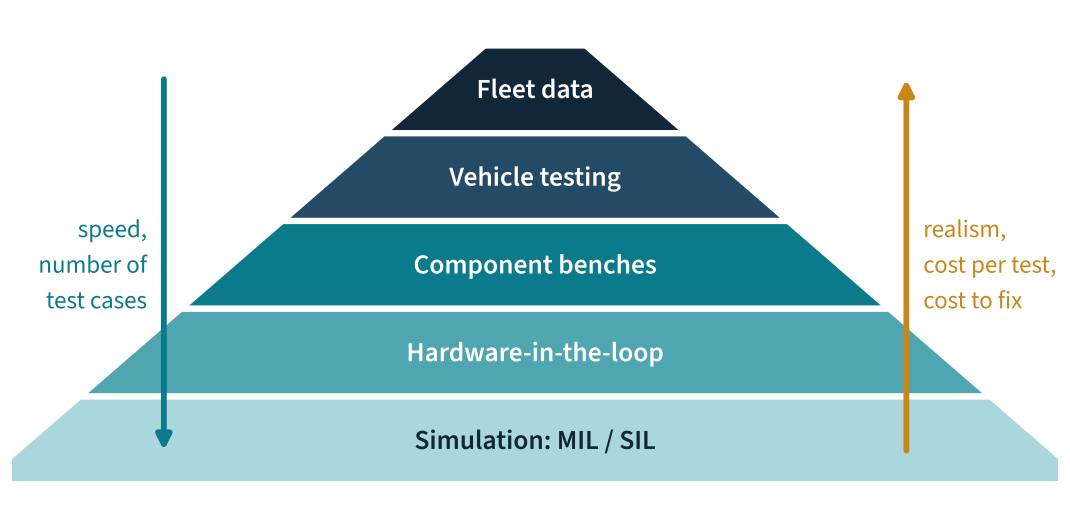 Fleet data
Vehicle testing
speed,
number of
test cases
Component benches
realism,
cost per test,
cost to fix
Hardware-in-the-loop
Simulation: MIL / SIL